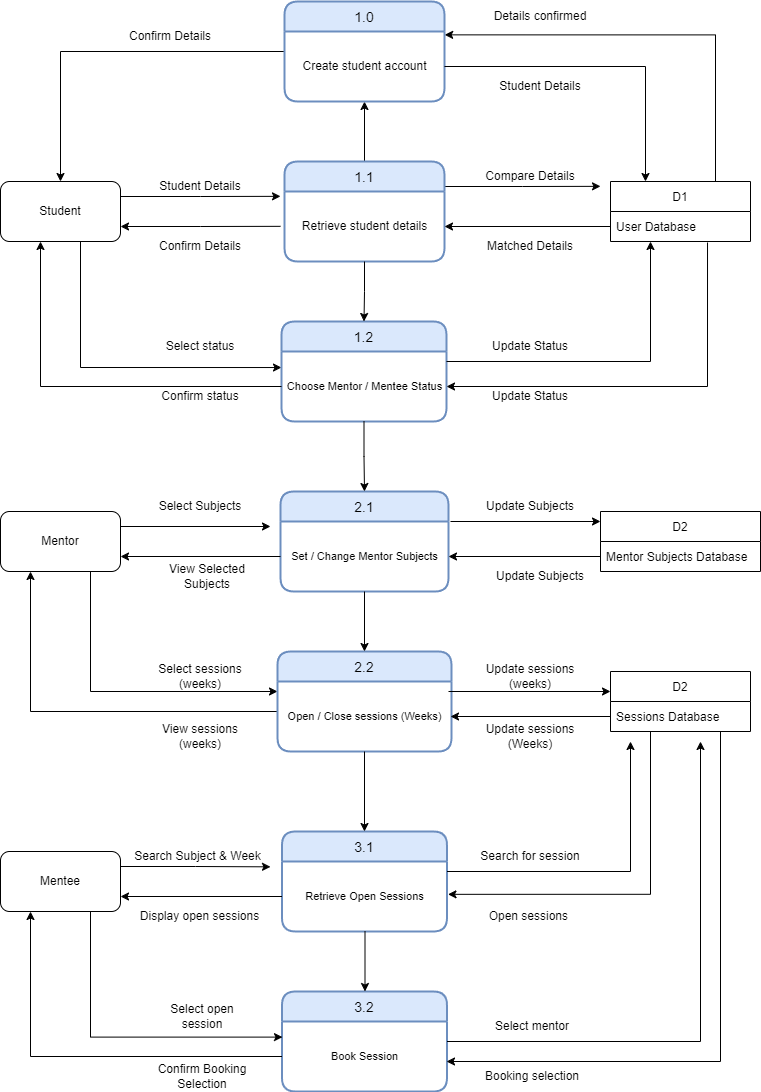 1.0
Details confirmed
Confirm Details
Create student account
Student Details
1.1
Student Details
Compare Details
D1
Student
Retrieve student details
User Database
Confirm Details
Matched Details
1.2
Select status
Update Status
Choose Mentor / Mentee Status
Confirm status
Update Status
2.1
Select Subjects
Update Subjects
D2
Mentor
Set / Change Mentor Subjects
Mentor Subjects Database
View Selected
Subjects
Update Subjects
2.2
Select sessions
(weeks)
Update sessions
(weeks)
D2
Open / Close sessions (Weeks)
Sessions Database
View sessions
(weeks)
Update sessions
(Weeks)
3.1
Search Subject & Week
Search for session
Mentee
Retrieve Open Sessions
Display open sessions
Open sessions
3.2
Select open
session
Select mentor
Book Session
Confirm Booking
Selection
Booking selection